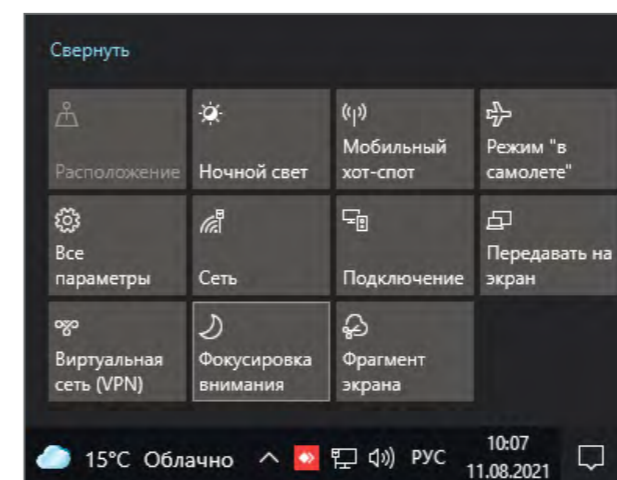 Свернуть
Расположение
Ночной свет
Мобильный
хот-спот
Режим "в
самолете"
Все
параметры
Сеть
Подключение
Передавать на
экран
Виртуальная
сеть (VPN)
Фокусировка
внимания
Фрагмент
экрана
15°C Облачно
РУС
10:07
11.08.2021